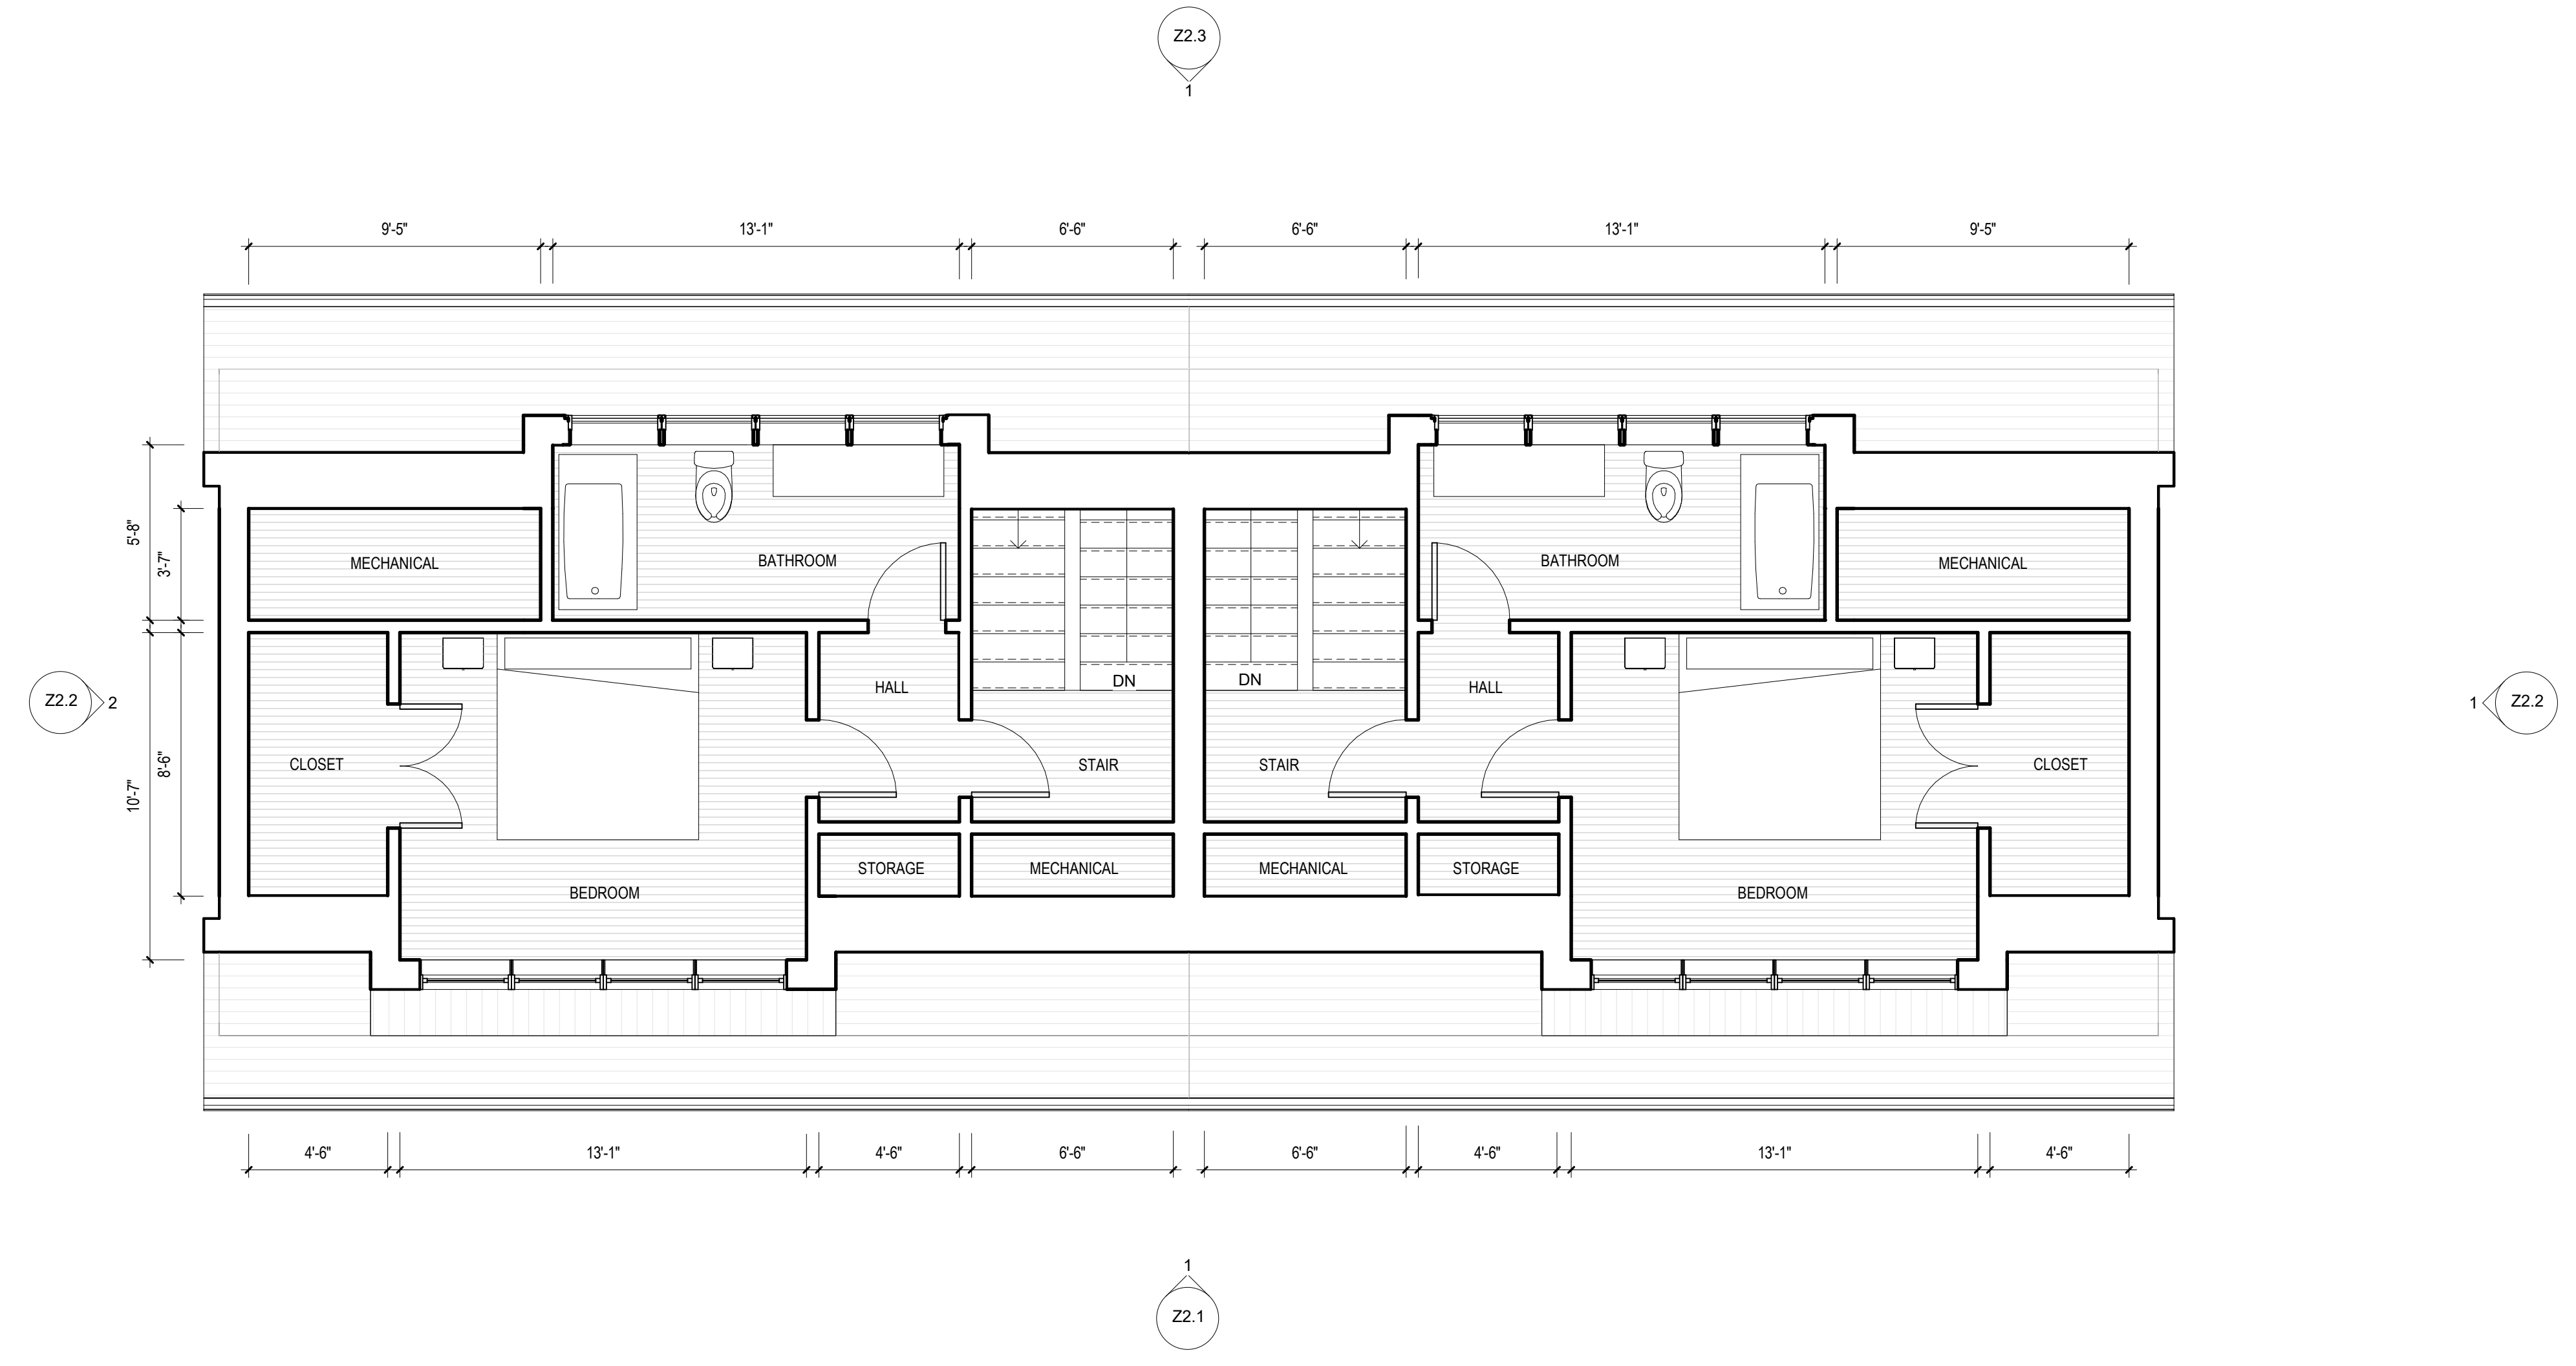 Z2.3
1
9'-5"
13'-1"
6'-6"
6'-6"
13'-1"
9'-5"
5'-8"
3'-7"
MECHANICAL
BATHROOM
BATHROOM
MECHANICAL
DN
DN
HALL
HALL
Z2.2
2
1
Z2.2
10'-7"
8'-6"
CLOSET
STAIR
STAIR
CLOSET
STORAGE
MECHANICAL
MECHANICAL
STORAGE
BEDROOM
BEDROOM
4'-6"
13'-1"
4'-6"
6'-6"
6'-6"
4'-6"
13'-1"
4'-6"
1
Z2.1